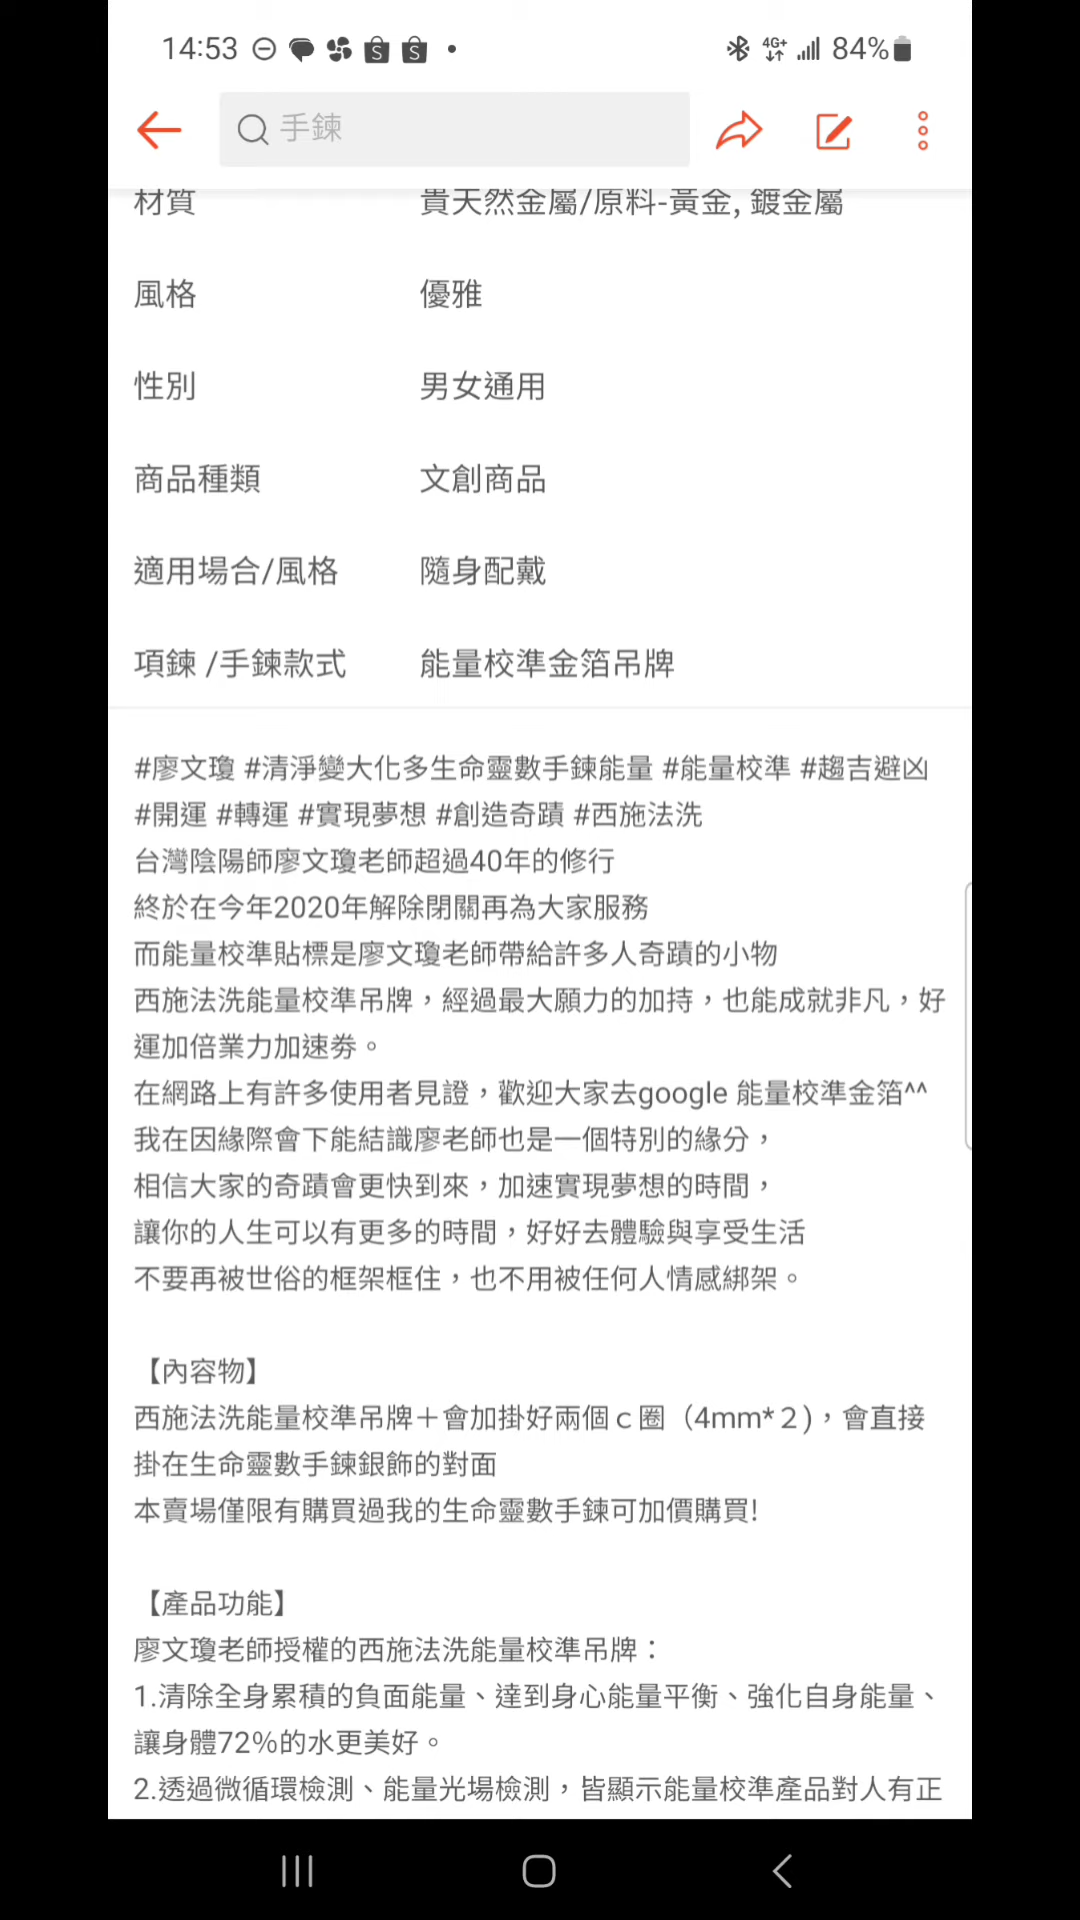 14:53
4G+
84%
手鍊
材質 貴天然金屬/原料-黃金, 鍍金屬
風格 優雅
性別 男女通用
商品種類 文創商品
適用場合/風格 隨身配戴
項鍊 /手鍊款式 能量校準金箔吊牌
#廖文瓊 #清淨變大化多生命靈數手鍊能量 #能量校準 #趨吉避凶
#開運 #轉運 #實現夢想 #創造奇蹟 #西施法洗
台灣陰陽師廖文瓊老師超過40年的修行
終於在今年2020年解除閉關再為大家服務
而能量校準貼標是廖文瓊老師帶給許多人奇蹟的小物
西施法洗能量校準吊牌，經過最大願力的加持，也能成就非凡，好
運加倍業力加速劵。
在網路上有許多使用者見證，歡迎大家去google 能量校準金箔^^
我在因緣際會下能結識廖老師也是一個特別的緣分，
相信大家的奇蹟會更快到來，加速實現夢想的時間，
讓你的人生可以有更多的時間，好好去體驗與享受生活
不要再被世俗的框架框住，也不用被任何人情感綁架。
【內容物】
西施法洗能量校準吊牌＋會加掛好兩個ｃ圈（4mm*２)，會直接
掛在生命靈數手鍊銀飾的對面
本賣場僅限有購買過我的生命靈數手鍊可加價購買!
【產品功能】
廖文瓊老師授權的西施法洗能量校準吊牌：
1.清除全身累積的負面能量、達到身心能量平衡、強化自身能量、
讓身體72%的水更美好。
2.透過微循環檢測、能量光場檢測，皆顯示能量校準產品對人有正